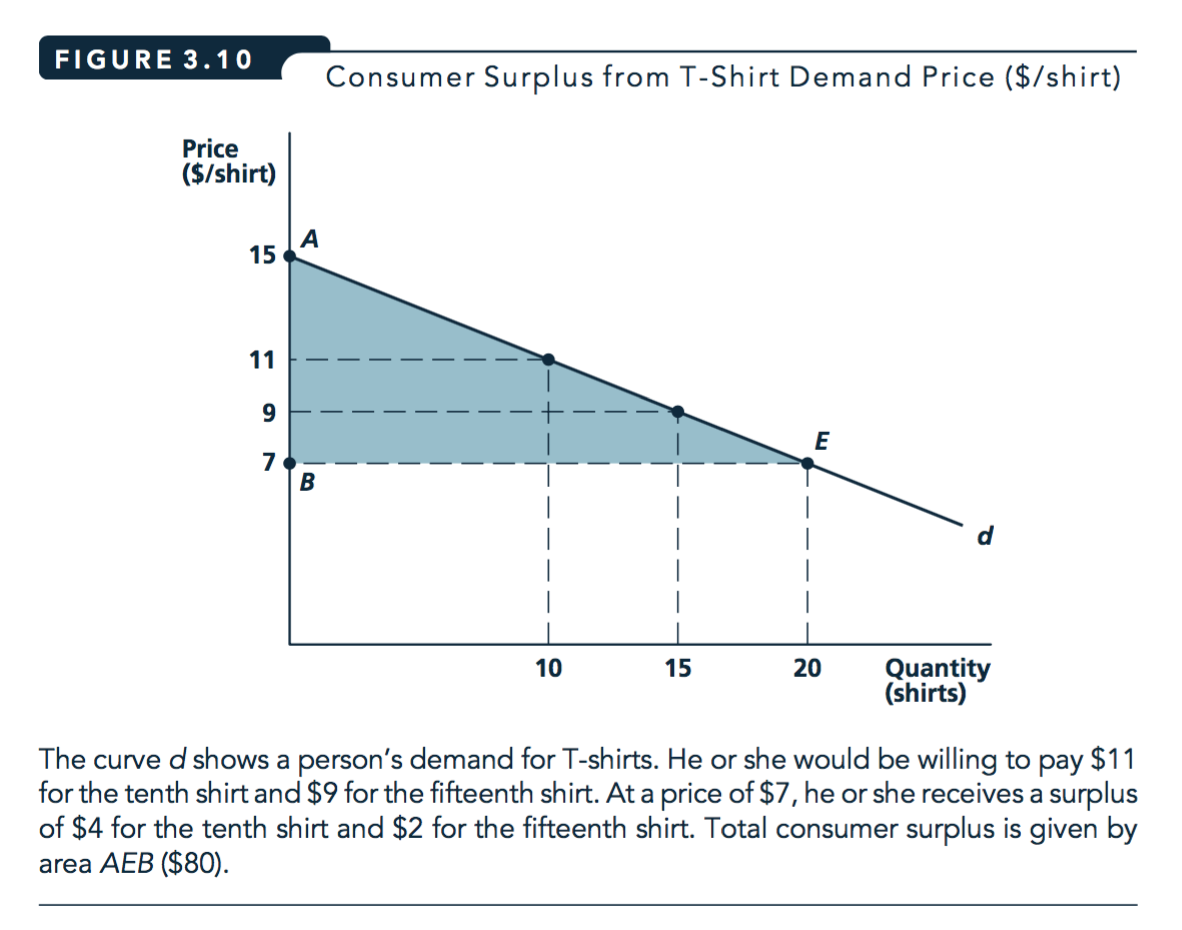 FIGURE 3.10
Consumer Surplus from T-Shirt Demand Price ($/shirt)
Price
($/shirt)
A
15
11
9
E
7
B
d
10
15
20
Quantity
(shirts)
The curve d shows a person's demand for T-shirts. He or she would be willing to pay $11
for the tenth shirt and $9 for the fifteenth shirt. At a price of $7, he or she receives a surplus
of $4 for the tenth shirt and $2 for the fifteenth shirt. Total consumer surplus is given by
area AEB ($80).